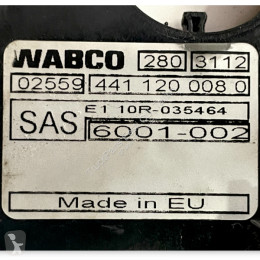 WABCO 280 3112
02559 441 120 008 0
E1 10R-035464
SAS 6001-002
Made in EU